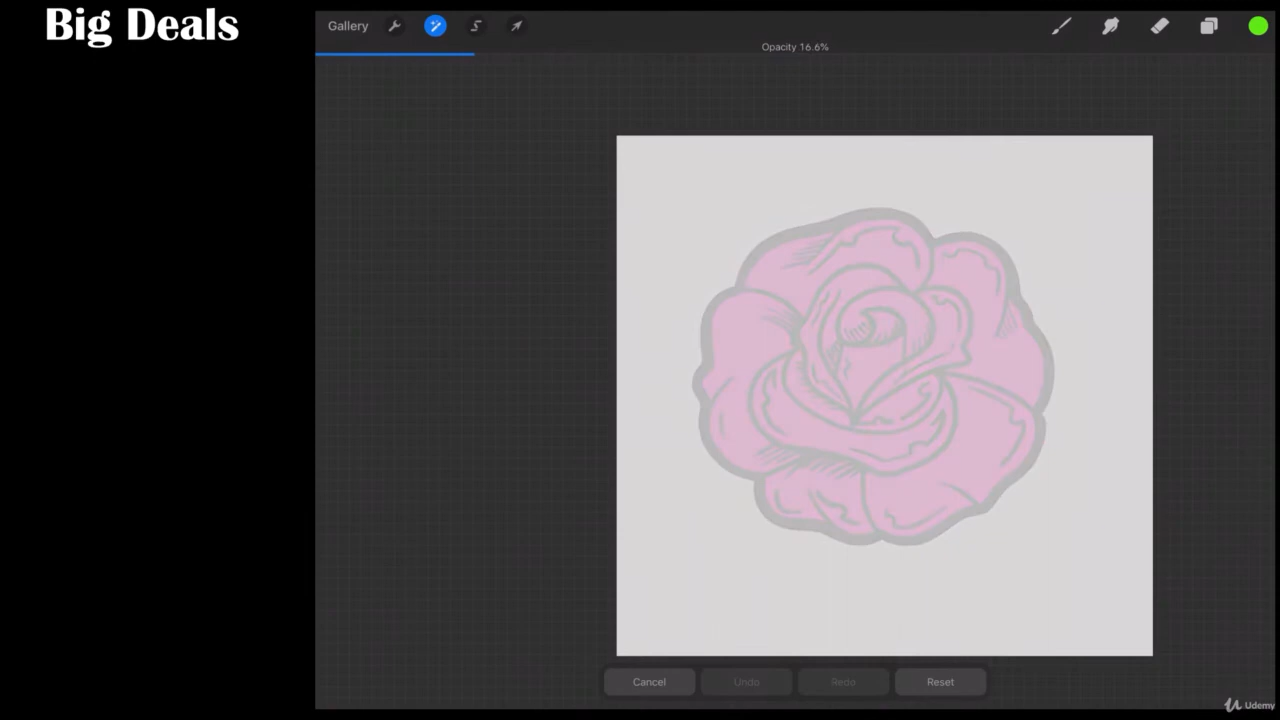 Big Deals
Gallery
Opacity 16.6%
Cancel
Undo
Redo
Reset
Udemy